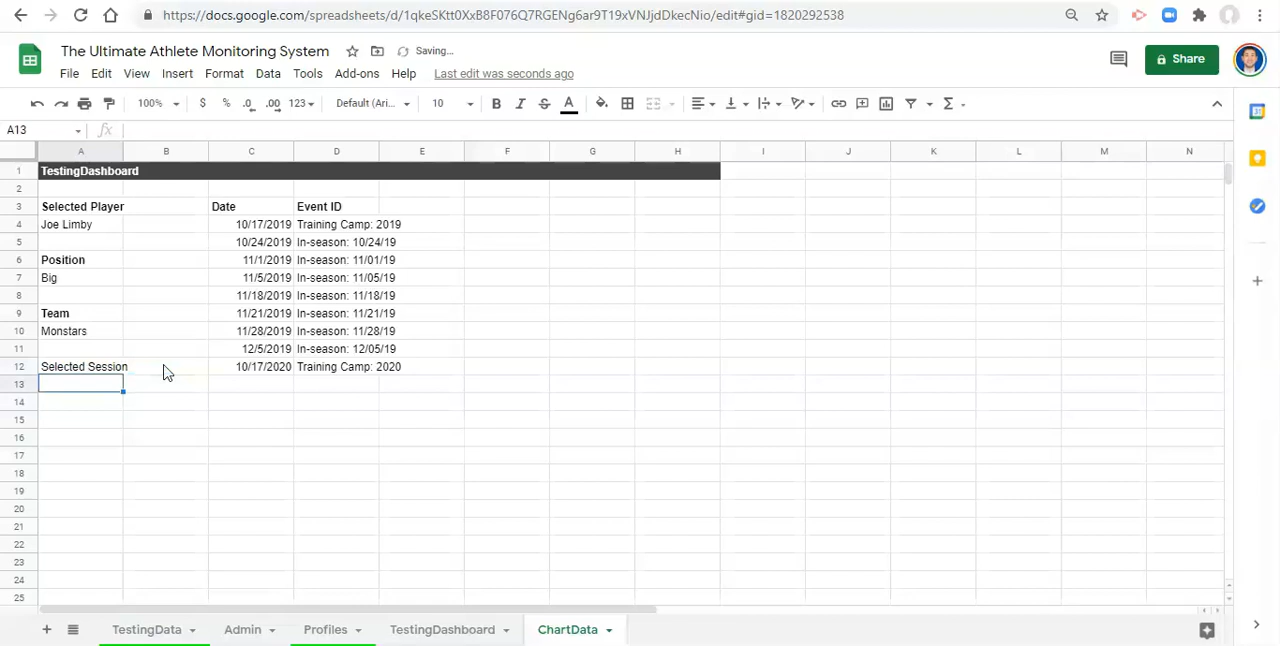 https://docs.google.com/spreadsheets/d/1qkeSKtt0XxB8F076Q7RGENg6ar9T19xVNJjdDkecNio/edit#gid=1820292538
The Ultimate Athlete Monitoring System Saving...
File Edit View Insert Format Data Tools Add-ons Help Last edit was seconds ago
Share
100% $ % .0 .00 123 Default (Ari... 10 B I S A
A13 fx
A B C D E F G H I J K L M N
1 TestingDashboard
2
3 Selected Player Date Event ID
4 Joe Limby 10/17/2019 Training Camp: 2019
5 10/24/2019 In-season: 10/24/19
6 Position 11/1/2019 In-season: 11/01/19
7 Big 11/5/2019 In-season: 11/05/19
8 11/18/2019 In-season: 11/18/19
9 Team 11/21/2019 In-season: 11/21/19
10 Monstars 11/28/2019 In-season: 11/28/19
11 12/5/2019 In-season: 12/05/19
12 Selected Session 10/17/2020 Training Camp: 2020
13
14
15
16
17
18
19
20
21
22
23
24
25
TestingData Admin Profiles TestingDashboard ChartData